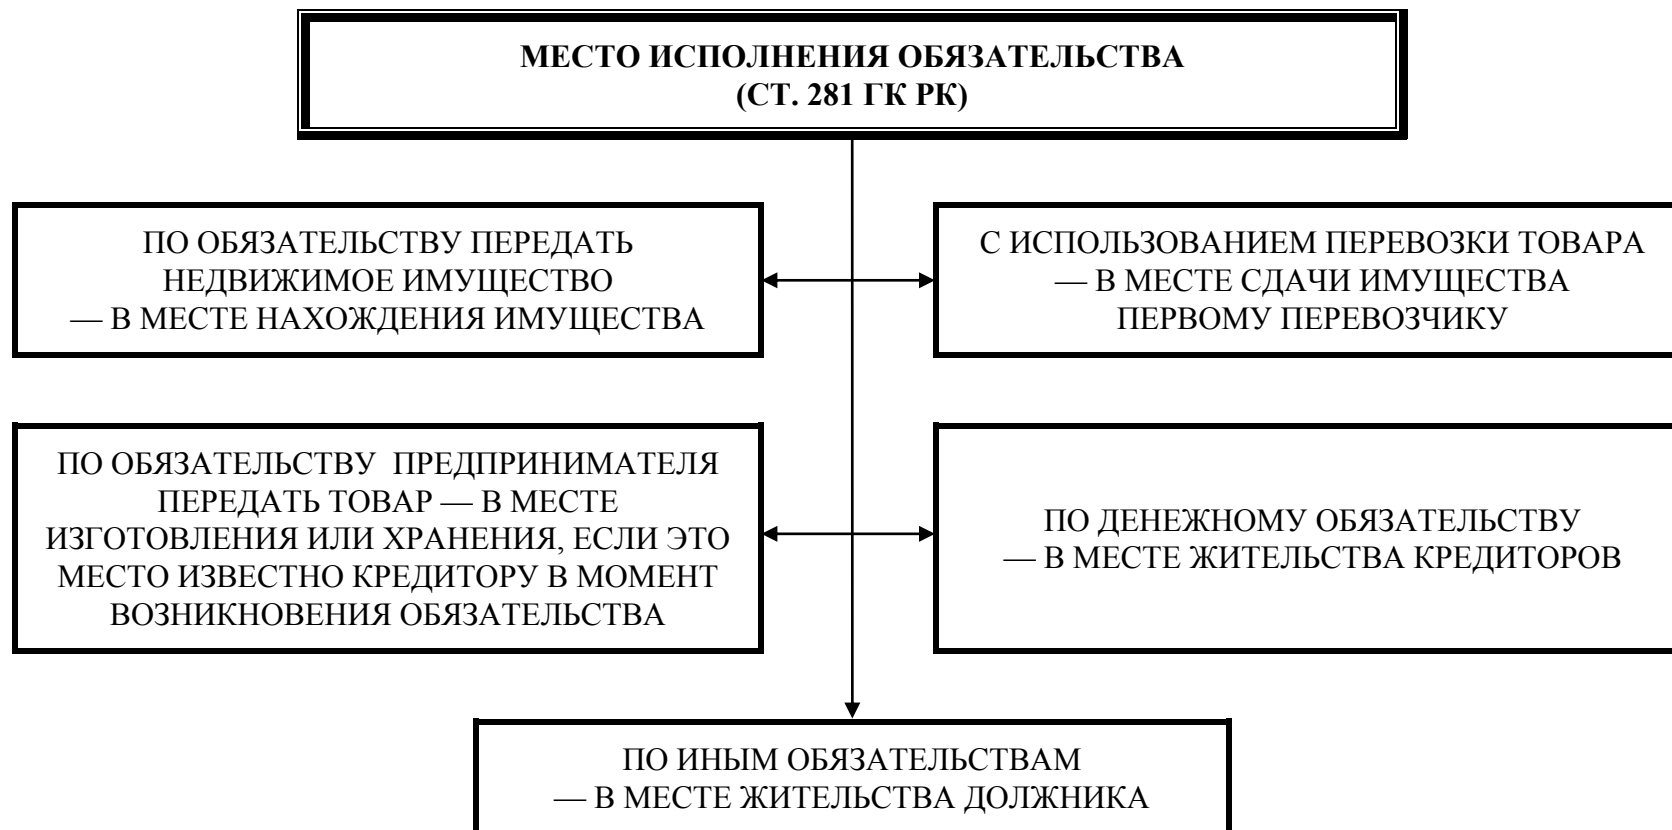 МЕСТО ИСПОЛНЕНИЯ ОБЯЗАТЕЛЬСТВА
(СТ. 281 ГК РК)
ПО ОБЯЗАТЕЛЬСТВУ ПЕРЕДАТЬ
НЕДВИЖИМОЕ ИМУЩЕСТВО
— В МЕСТЕ НАХОЖДЕНИЯ ИМУЩЕСТВА
С ИСПОЛЬЗОВАНИЕМ ПЕРЕВОЗКИ ТОВАРА
— В МЕСТЕ СДАЧИ ИМУЩЕСТВА
ПЕРВОМУ ПЕРЕВОЗЧИКУ
ПО ОБЯЗАТЕЛЬСТВУ ПРЕДПРИНИМАТЕЛЯ
ПЕРЕДАТЬ ТОВАР — В МЕСТЕ
ИЗГОТОВЛЕНИЯ ИЛИ ХРАНЕНИЯ, ЕСЛИ ЭТО
МЕСТО ИЗВЕСТНО КРЕДИТОРУ В МОМЕНТ
ВОЗНИКНОВЕНИЯ ОБЯЗАТЕЛЬСТВА
ПО ДЕНЕЖНОМУ ОБЯЗАТЕЛЬСТВУ
— В МЕСТЕ ЖИТЕЛЬСТВА КРЕДИТОРОВ
ПО ИНЫМ ОБЯЗАТЕЛЬСТВАМ
— В МЕСТЕ ЖИТЕЛЬСТВА ДОЛЖНИКА